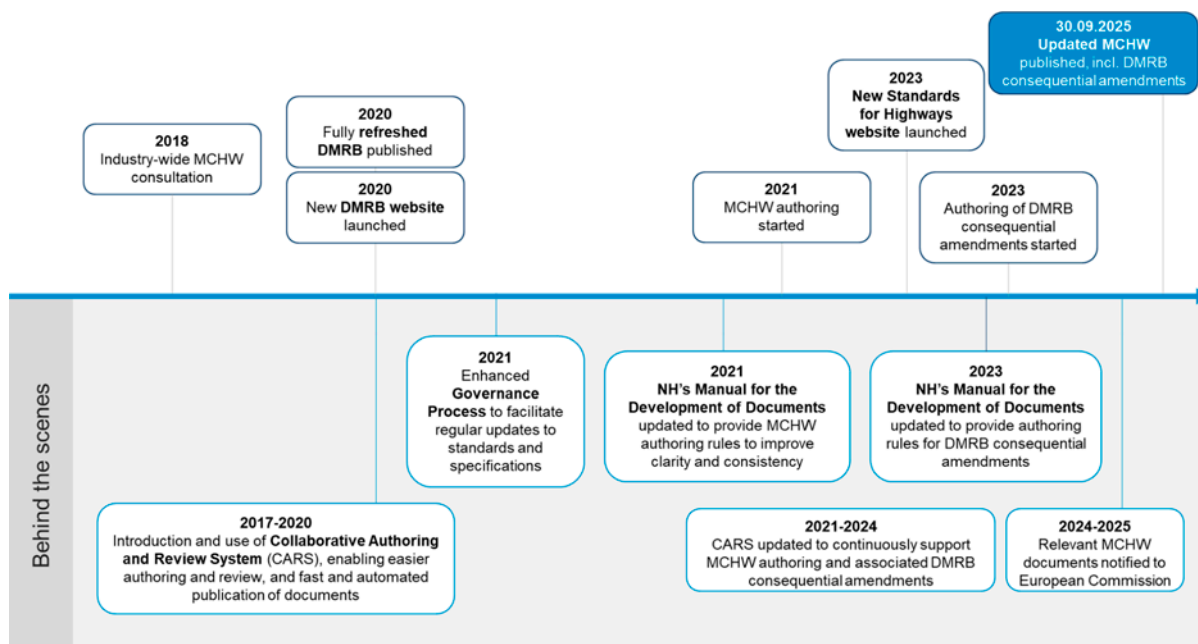 2018
Industry-wide MCHW
consultation
2020
Fully refreshed
DMRB published
2020
New DMRB website
launched
2021
MCHW authoring
started
2023
New Standards
for Highways
website launched
2023
Authoring of DMRB
consequential
amendments started
30.09.2025
Updated MCHW
published, incl. DMRB
consequential amendments
Behind the scenes
2017-2020
Introduction and use of Collaborative Authoring
and Review System (CARS), enabling easier
authoring and review, and fast and automated
publication of documents
2021
Enhanced
Governance
Process to facilitate
regular updates to
standards and
specifications
2021
NH's Manual for the
Development of Documents
updated to provide MCHW
authoring rules to improve
clarity and consistency
2023
NH's Manual for the
Development of Documents
updated to provide authoring
rules for DMRB consequential
amendments
2021-2024
CARS updated to continuously support
MCHW authoring and associated DMRB
consequential amendments
2024-2025
Relevant MCHW
documents notified to
European Commission